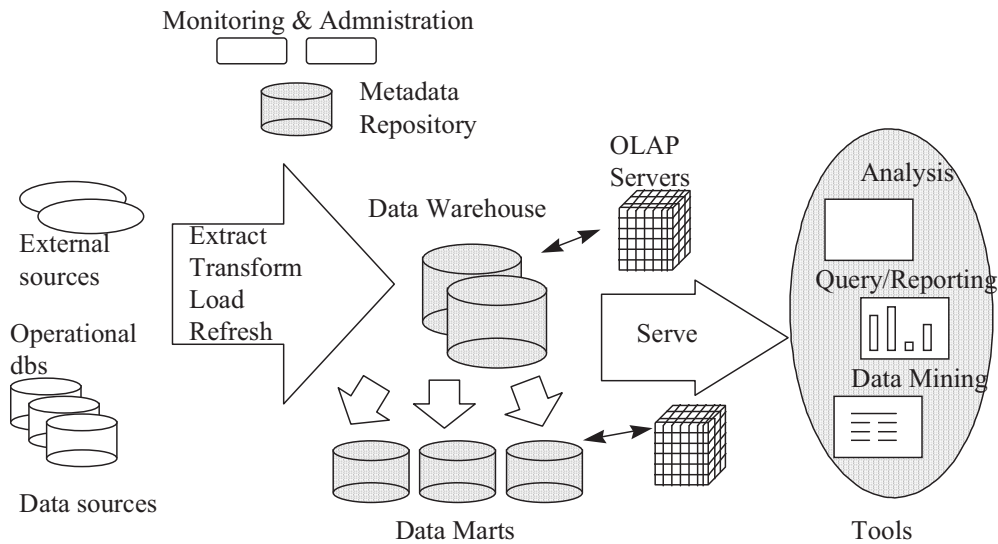 Monitoring & Admnistration
Metadata
Repository
OLAP
Servers
Analysis
Data Warehouse
External
sources
Extract
Transform
Load
Refresh
Query/Reporting
Serve
Operational
dbs
Data Mining
Data sources
Data Marts
Tools